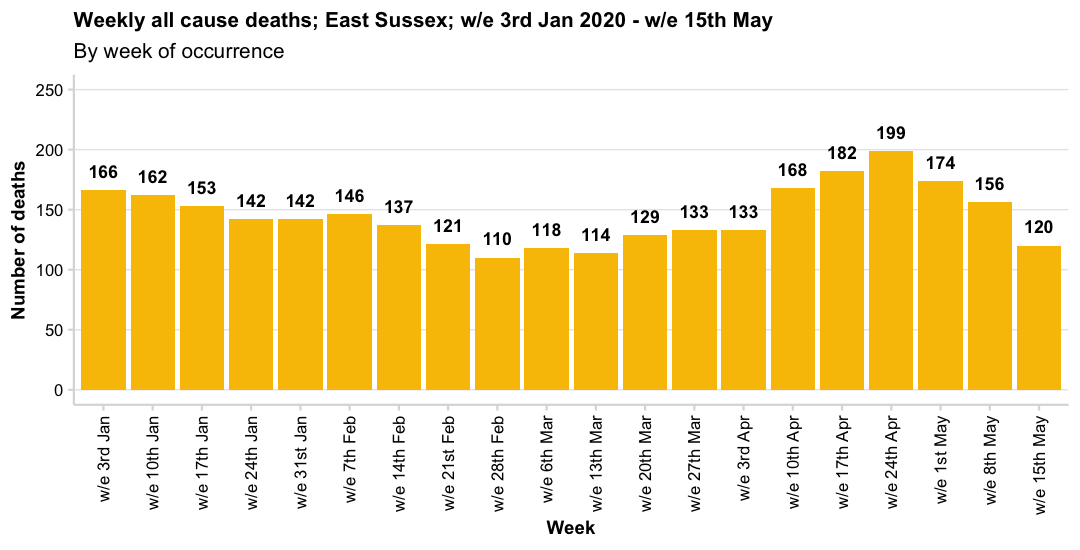 Weekly all cause deaths; East Sussex; w/e 3rd Jan 2020 - w/e 15th May
By week of occurrence
Number of deaths
250
200
150
100
50
0
166
162
153
142
142
146
137
121
110
118
114
129
133
133
168
182
199
174
156
120
w/e 3rd Jan
w/e 10th Jan
w/e 17th Jan
w/e 24th Jan
w/e 31st Jan
w/e 7th Feb
w/e 14th Feb
w/e 21st Feb
w/e 28th Feb
w/e 6th Mar
w/e 13th Mar
w/e 20th Mar
w/e 27th Mar
w/e 3rd Apr
w/e 10th Apr
w/e 17th Apr
w/e 24th Apr
w/e 1st May
w/e 8th May
w/e 15th May
Week